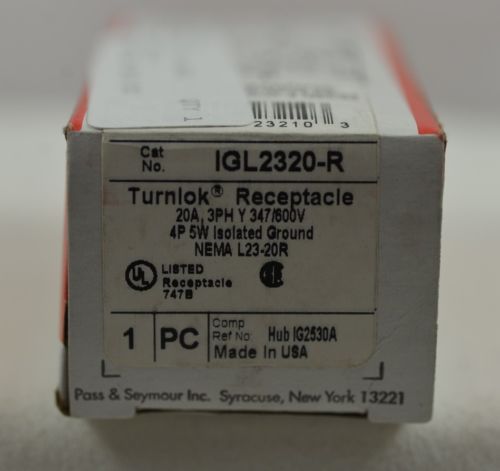 23210 3
Cat No. IGL2320-R
Turnlok® Receptacle
20A, 3PH Y 347/600V
4P 5W Isolated Ground
NEMA L23-20R
UL LISTED
Receptacle
747B
1 PC Comp Ref No: Hub IG2530A
Made In USA
Pass & Seymour Inc. Syracuse, New York 13221